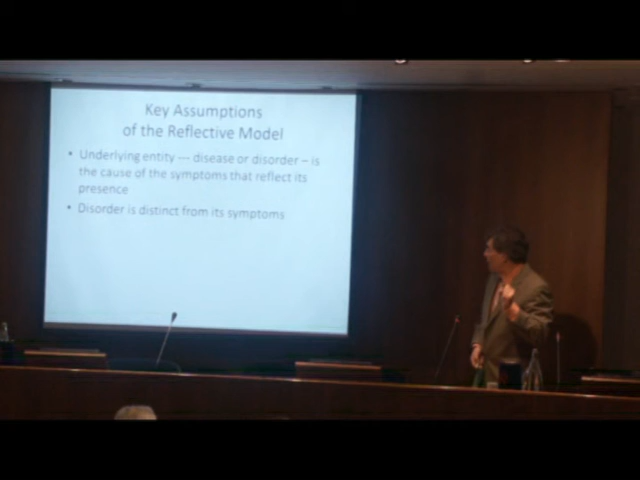 Key Assumptions
of the Reflective Model
• Underlying entity --- disease or disorder – is
the cause of the symptoms that reflect its
presence
• Disorder is distinct from its symptoms